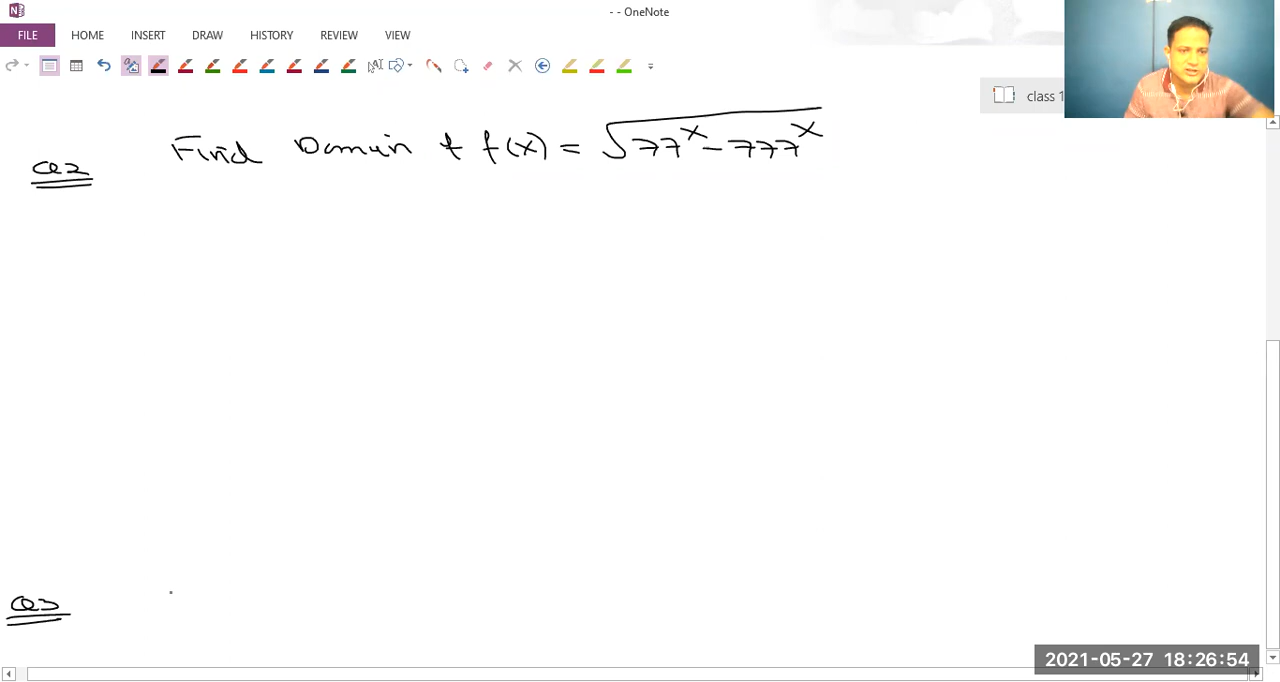 - - OneNote
FILE HOME INSERT DRAW HISTORY REVIEW VIEW
class 1
Q2 Find Domain of f(x) = √77^x - 777^x
Q3
2021-05-27 18:26:54